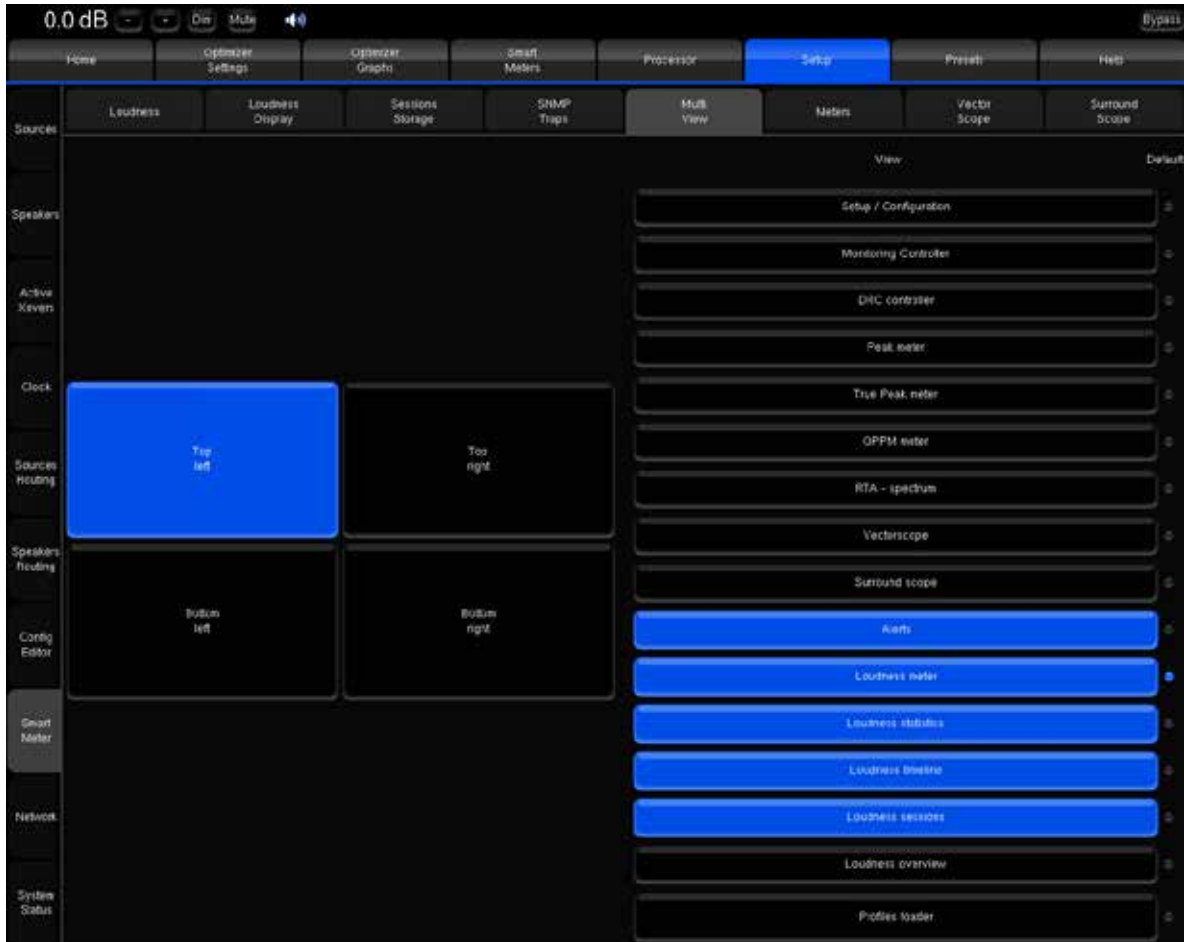 0.0 dB - - Dim Mute Bypass
Home Optimizer Settings Optimizer Graphs Smart Meters Processor Setup Presets Help
Loudness Loudness Display Sessions Storage SNMP Traps Multi View Meters Vector Scope Surround Scope
Sources
View Default
Speakers
Setup / Configuration
Monitoring Controller
Active Xovers
DRC controller
Peak meter
Clock
True Peak meter
Top left
Top right
QPPM meter
Sources Routing
RTA - spectrum
Vectorscope
Speakers Routing
Surround scope
Bottom left
Bottom right
Alerts
Config Editor
Loudness meter
Smart Meter
Loudness statistics
Loudness timeline
Network
Loudness sessions
Loudness overview
System Status
Profiles loader